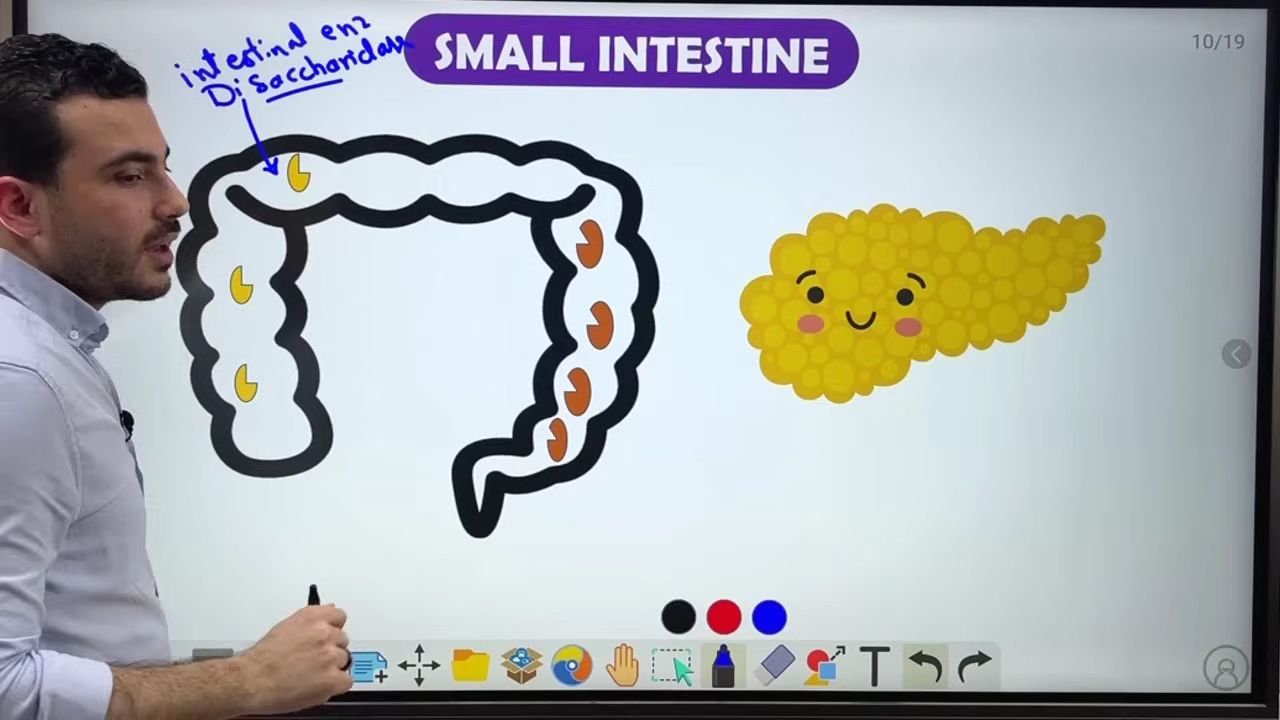 SMALL INTESTINE
10/19
intestinal enz
Disaccharidase
T